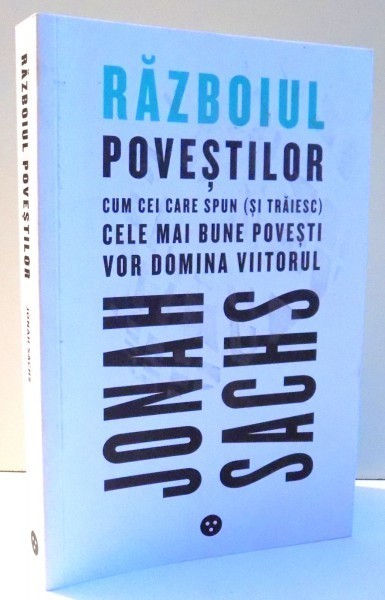 RĂZBOIUL
POVEȘTILOR
CUM CEI CARE SPUN (ȘI TRĂIESC)
CELE MAI BUNE POVEȘTI
VOR DOMINA VIITORUL
JONAH
SACHS
RĂZBOIUL POVEȘTILOR
JONAH SACHS